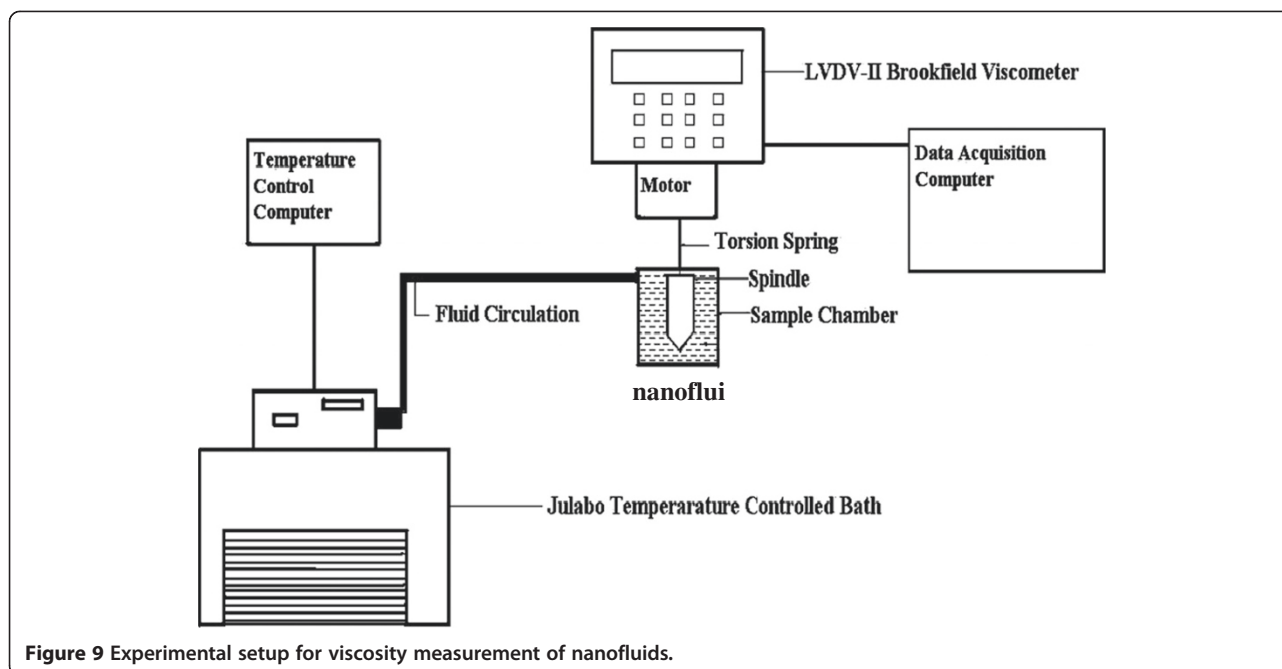 LVDV-II Brookfield Viscometer
Temperature
Control
Computer
Data Acquisition
Computer
Motor
Torsion Spring
Spindle
Fluid Circulation
Sample Chamber
nanoflui
Julabo Temperarature Controlled Bath
Figure 9 Experimental setup for viscosity measurement of nanofluids.